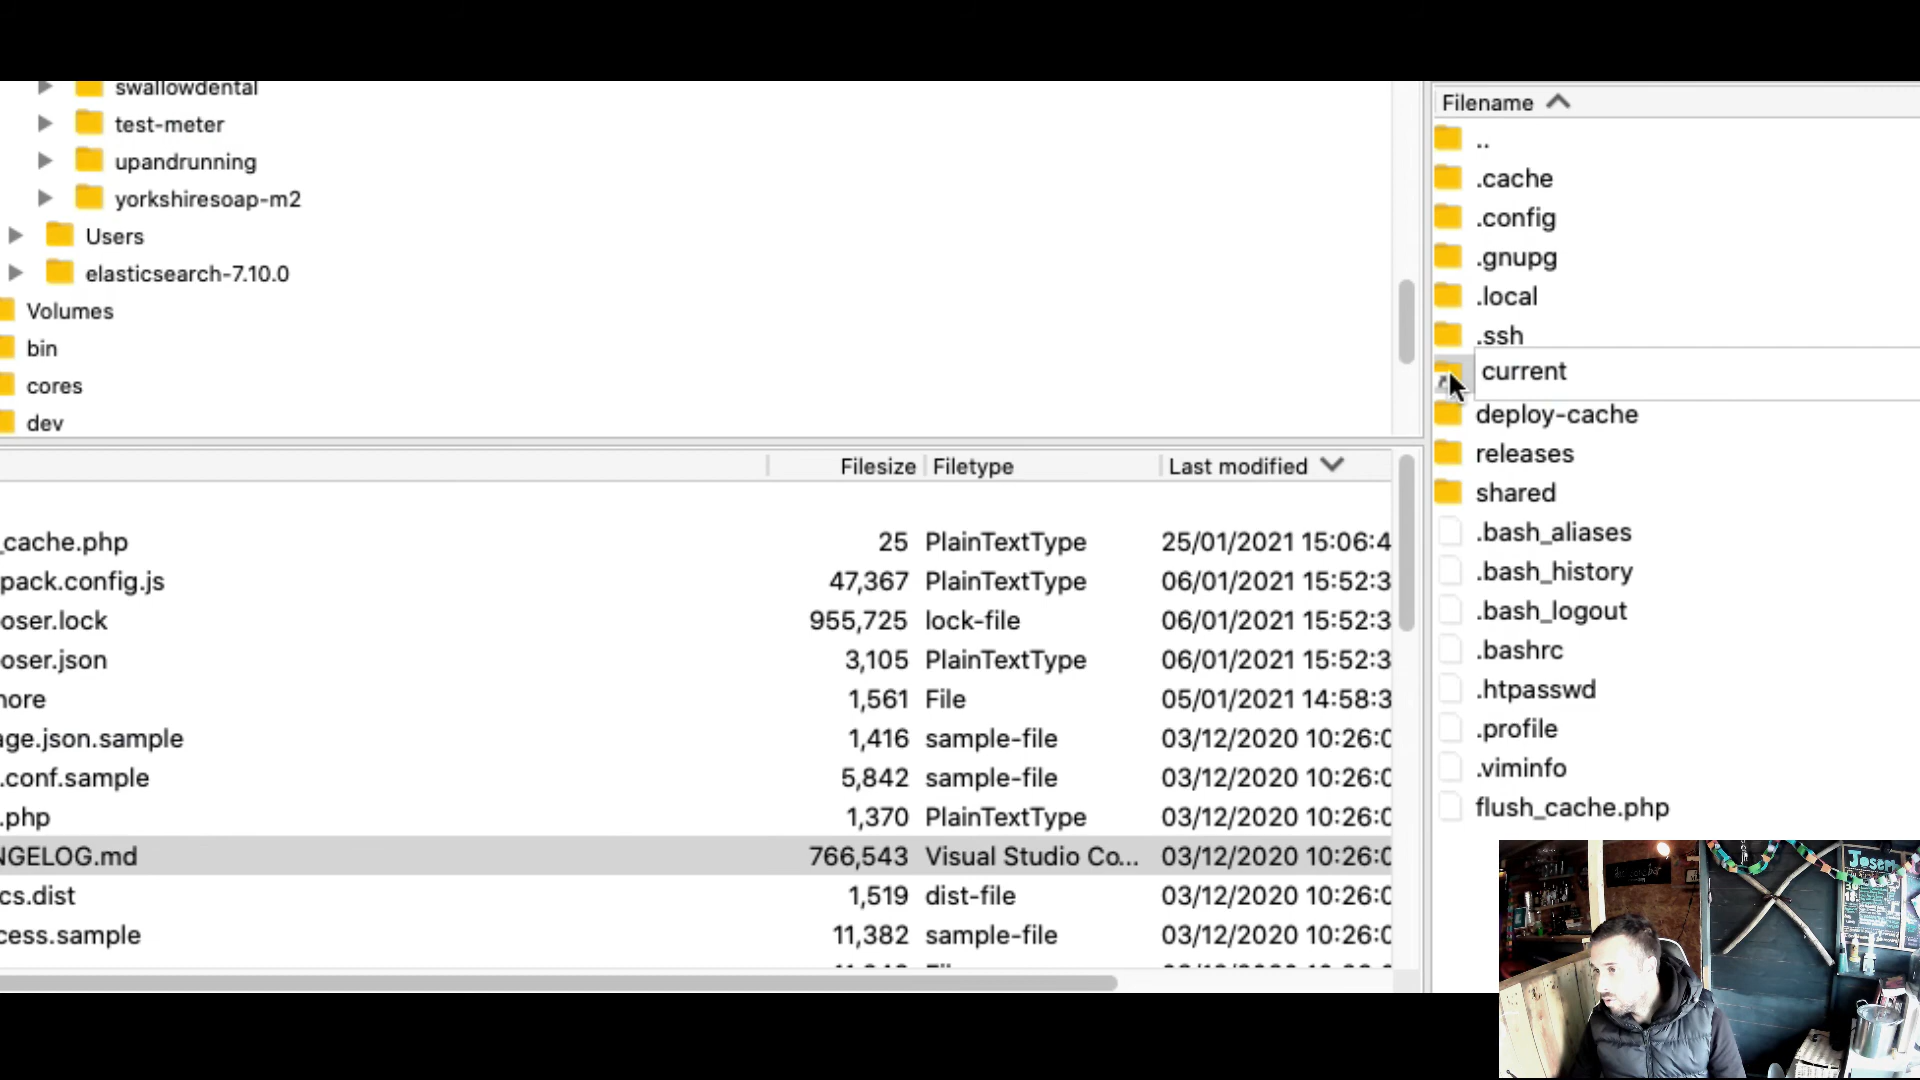 swallowdental
test-meter
upandrunning
yorkshiresoap-m2
Users
elasticsearch-7.10.0
Volumes
bin
cores
dev
Filesize Filetype Last modified
_cache.php 25 PlainTextType 25/01/2021 15:06:4
pack.config.js 47,367 PlainTextType 06/01/2021 15:52:3
oser.lock 955,725 lock-file 06/01/2021 15:52:3
oser.json 3,105 PlainTextType 06/01/2021 15:52:3
nore 1,561 File 05/01/2021 14:58:3
age.json.sample 1,416 sample-file 03/12/2020 10:26:0
.conf.sample 5,842 sample-file 03/12/2020 10:26:0
.php 1,370 PlainTextType 03/12/2020 10:26:0
NGELOG.md 766,543 Visual Studio Co... 03/12/2020 10:26:0
cs.dist 1,519 dist-file 03/12/2020 10:26:0
cess.sample 11,382 sample-file 03/12/2020 10:26:0
Filename
..
.cache
.config
.gnupg
.local
.ssh
current
deploy-cache
releases
shared
.bash_aliases
.bash_history
.bash_logout
.bashrc
.htpasswd
.profile
.viminfo
flush_cache.php